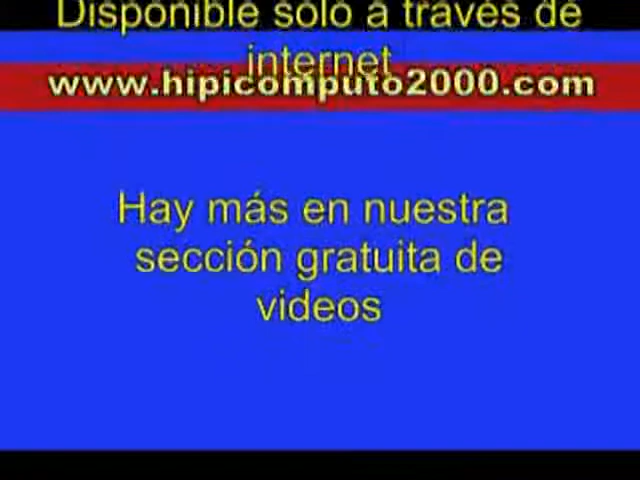 Disponible solo a través de
internet
www.hipicomputo2000.com
Hay más en nuestra
sección gratuita de
videos